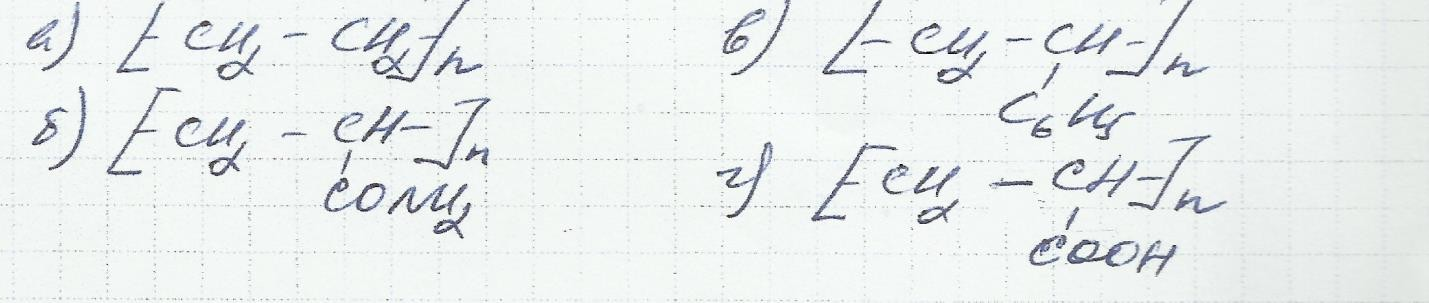 а) [- CH2 - CH2 -]n
в) [- CH2 - CH -]n
C6H5
б) [- CH2 - CH -]n
CONH2
г) [- CH2 - CH -]n
COOH